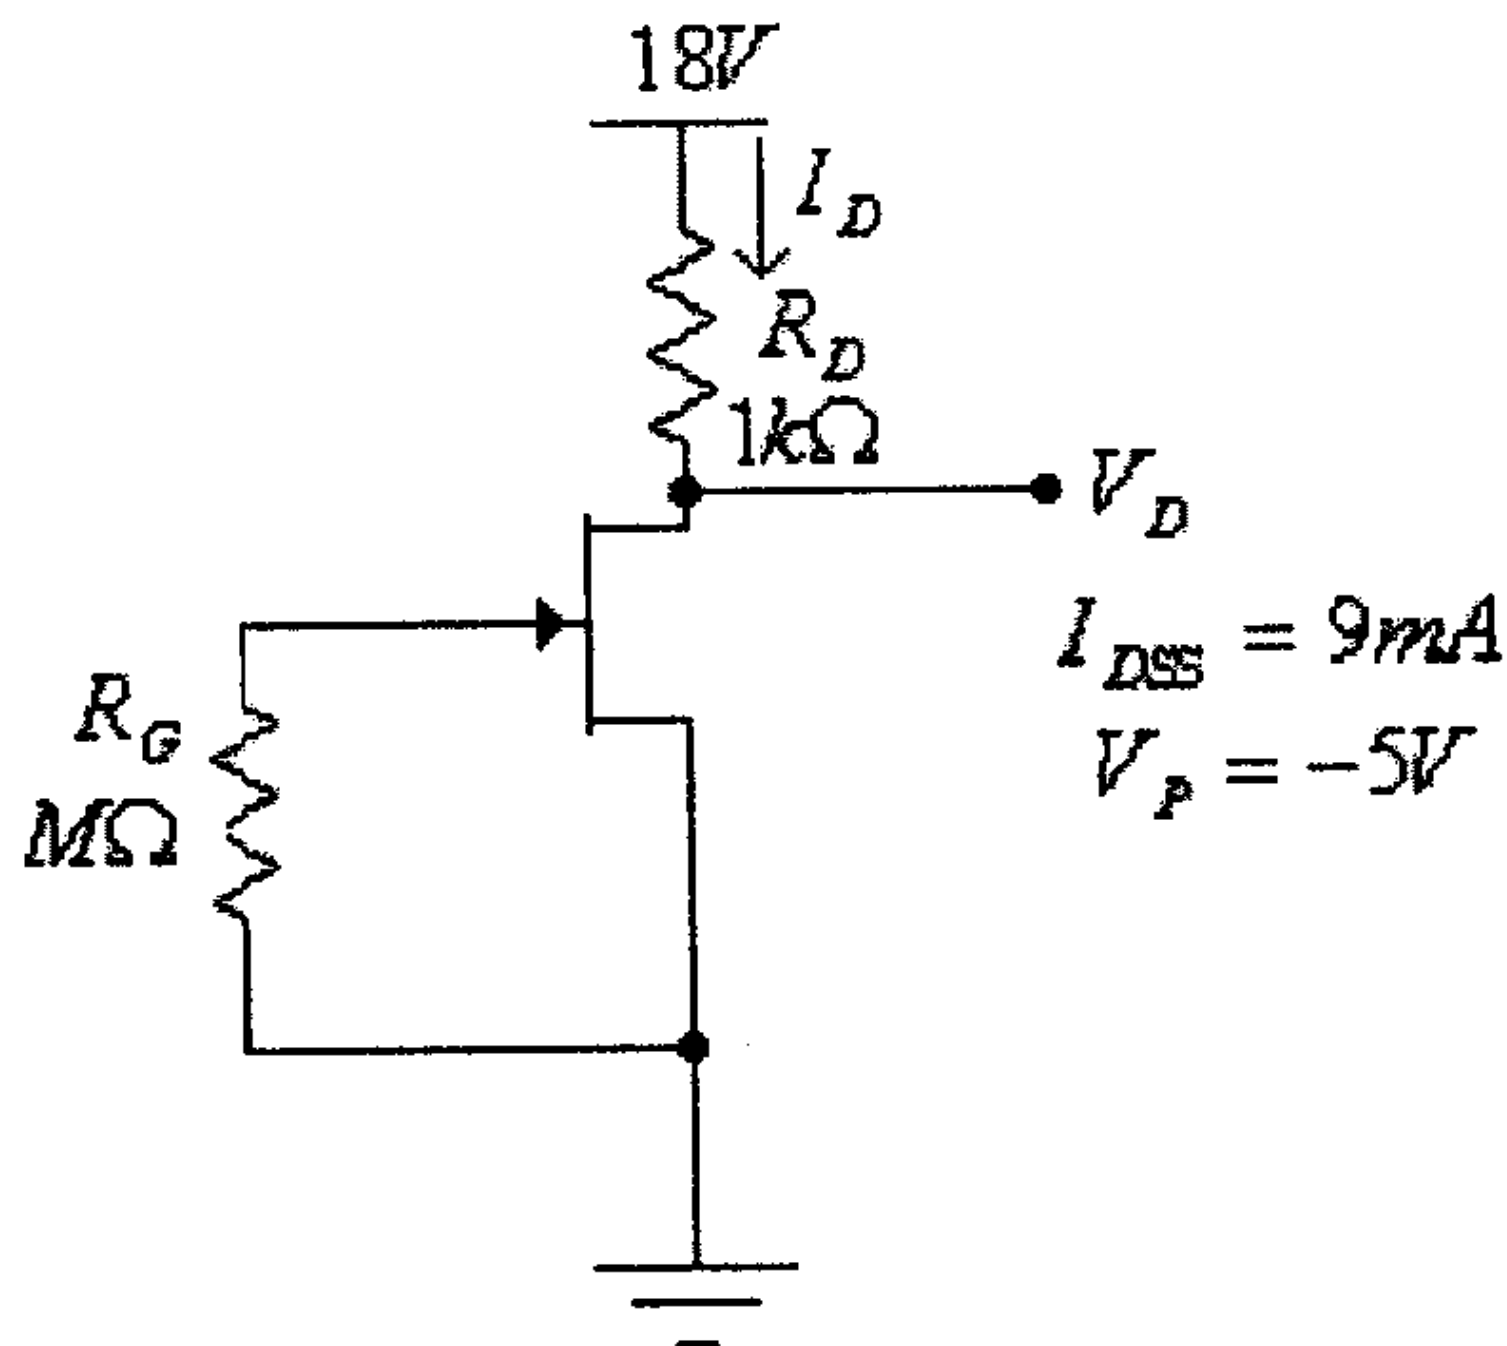 18V
I_D
R_D
1kΩ
V_D
I_DSS = 9mA
R_G
V_P = -5V
MΩ